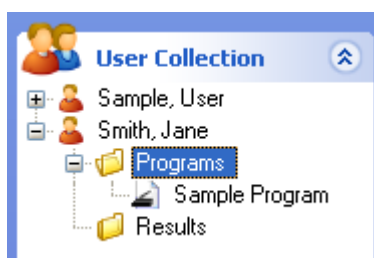 User Collection
Sample, User
Smith, Jane
Programs
Sample Program
Results